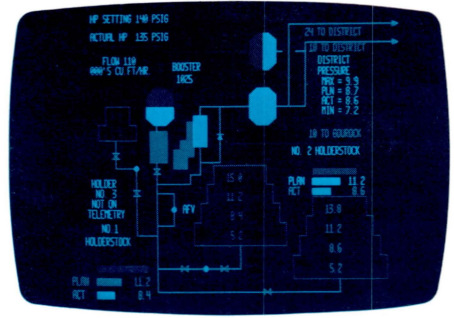 HP SETTING 140 PSIG
ACTUAL HP 135 PSIG
24 TO DISTRICT
18 TO DISTRICT
FLOW 110
000'S CU FT/HR.
BOOSTER
1025
DISTRICT
PRESSURE
MAX = 9.9
PLN = 8.7
ACT = 8.6
MIN = 7.2
10 TO GOUROCK
NO. 2 HOLDERSTOCK
PLAN 11.2
ACT 8.6
HOLDER
NO 3
NOT ON
TELEMETRY
NO 1
HOLDERSTOCK
AFV
15.0
11.2
8.4
5.2
13.8
11.2
8.6
5.2
PLAN 11.2
ACT 8.4